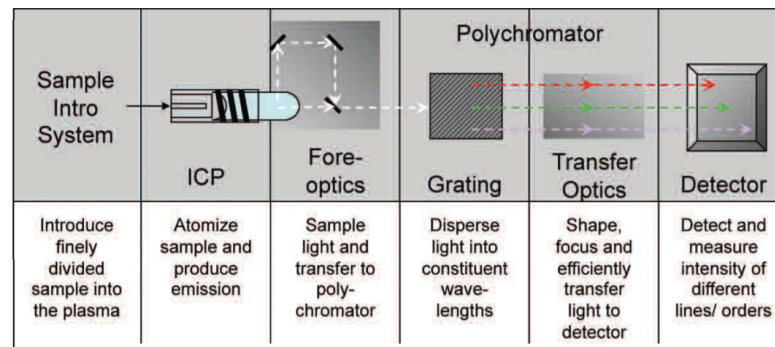 Polychromator
Sample
Intro
System
ICP
Fore-
optics
Grating
Transfer
Optics
Detector
Introduce
finely
divided
sample into
the plasma
Atomize
sample and
produce
emission
Sample
light and
transfer to
poly-
chromator
Disperse
light into
constituent
wave-
lengths
Shape,
focus and
efficiently
transfer
light to
detector
Detect and
measure
intensity of
different
lines/ orders